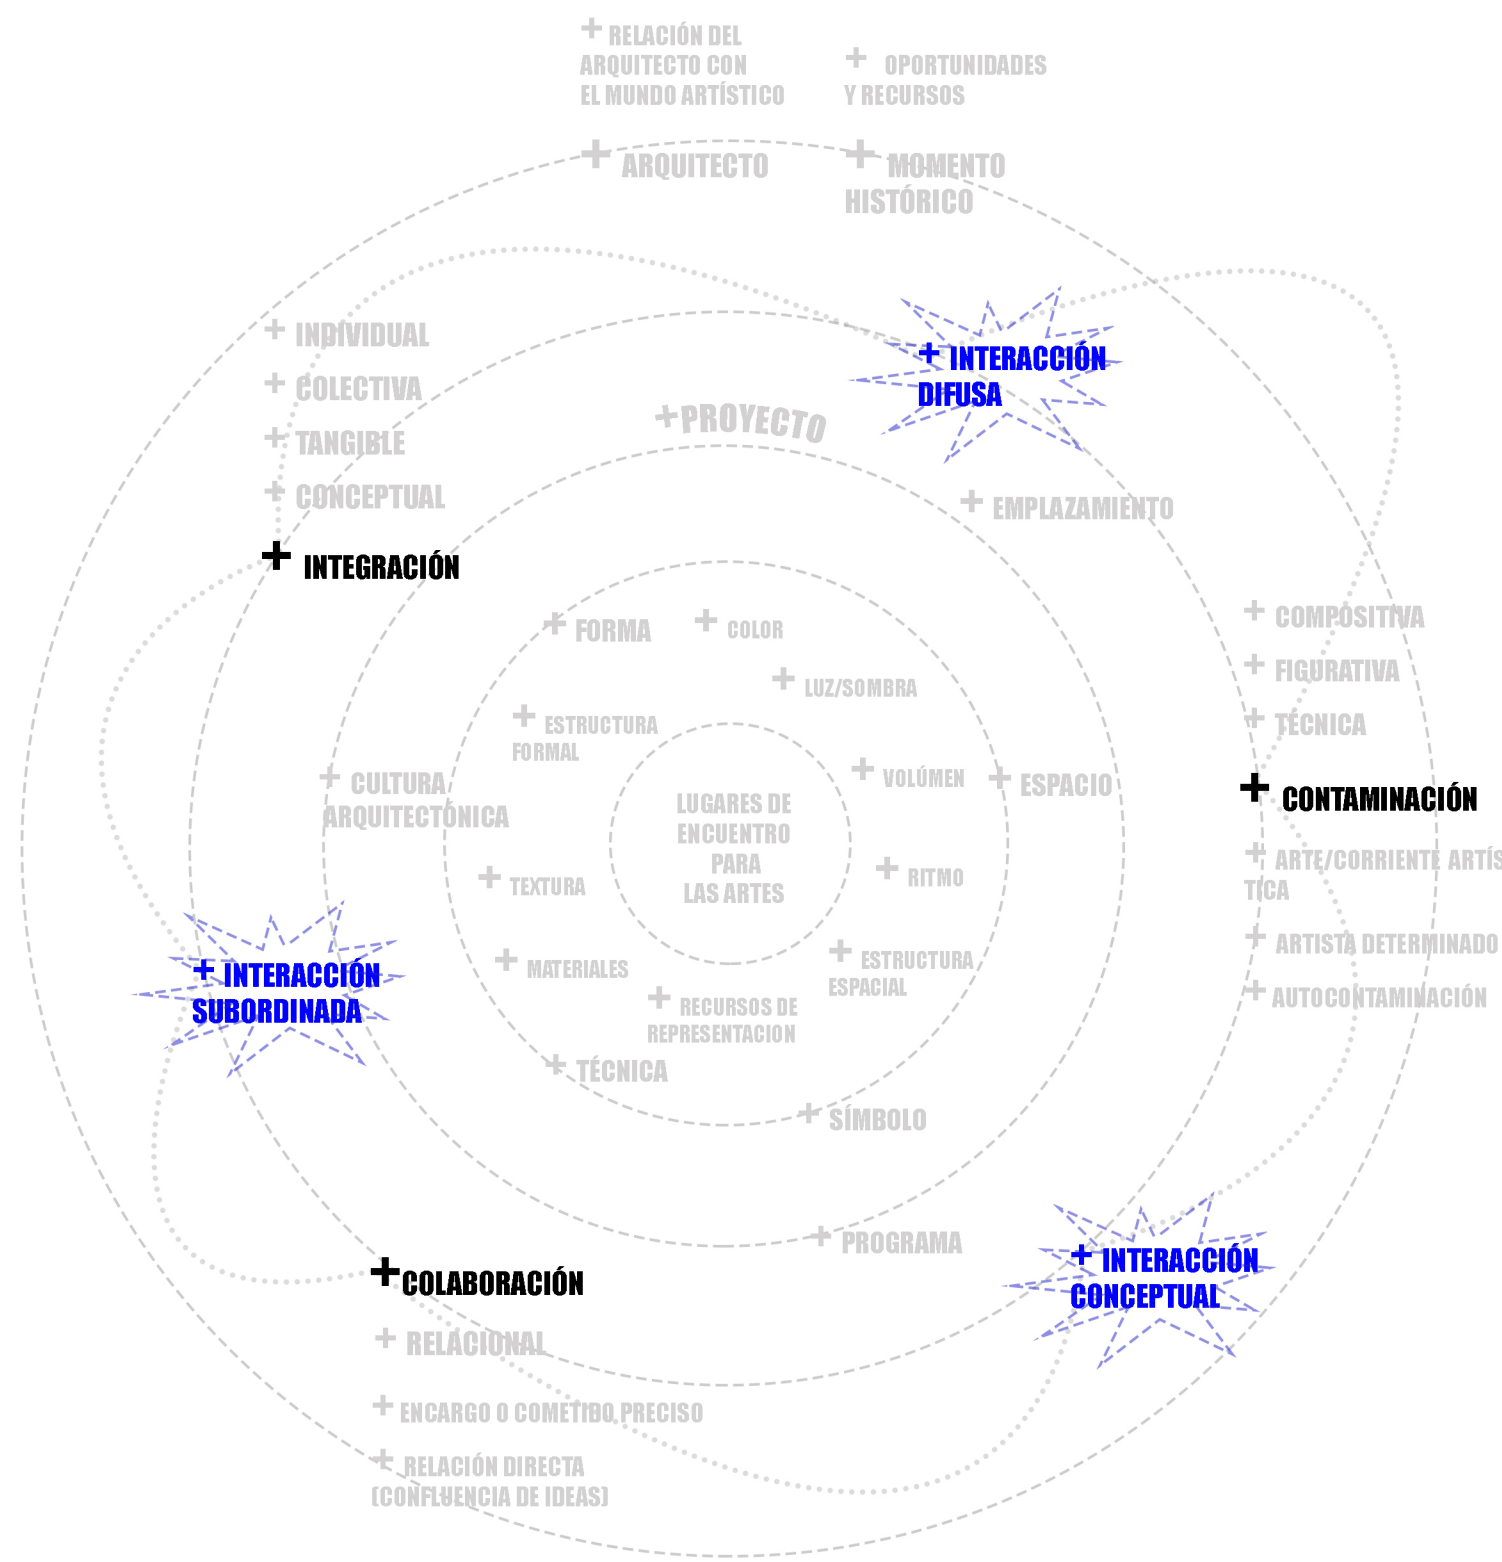 + RELACIÓN DEL
ARQUITECTO CON
EL MUNDO ARTÍSTICO
+ OPORTUNIDADES
Y RECURSOS
+ ARQUITECTO
+ MOMENTO
HISTÓRICO
+ INDIVIDUAL
+ COLECTIVA
+ TANGIBLE
+ CONCEPTUAL
+ INTEGRACIÓN
+ INTERACCIÓN
DIFUSA
+PROYECTO
+ EMPLAZAMIENTO
+ FORMA
+ COLOR
+ LUZ/SOMBRA
+ ESTRUCTURA
FORMAL
+ VOLÚMEN
+ ESPACIO
+ CULTURA
ARQUITECTÓNICA
LUGARES DE
ENCUENTRO
PARA
LAS ARTES
+ TEXTURA
+ RITMO
+ MATERIALES
+ ESTRUCTURA
ESPACIAL
+ RECURSOS DE
REPRESENTACION
+ TÉCNICA
+ SÍMBOLO
+ PROGRAMA
+ COMPOSITIVA
+ FIGURATIVA
+ TÉCNICA
+ CONTAMINACIÓN
+ ARTE/CORRIENTE ARTÍS
TICA
+ ARTISTA DETERMINADO
+ AUTOCONTAMINACIÓN
+ INTERACCIÓN
SUBORDINADA
+ INTERACCIÓN
CONCEPTUAL
+COLABORACIÓN
+ RELACIONAL
+ ENCARGO O COMETIDO PRECISO
+ RELACIÓN DIRECTA
(CONFLUENCIA DE IDEAS)